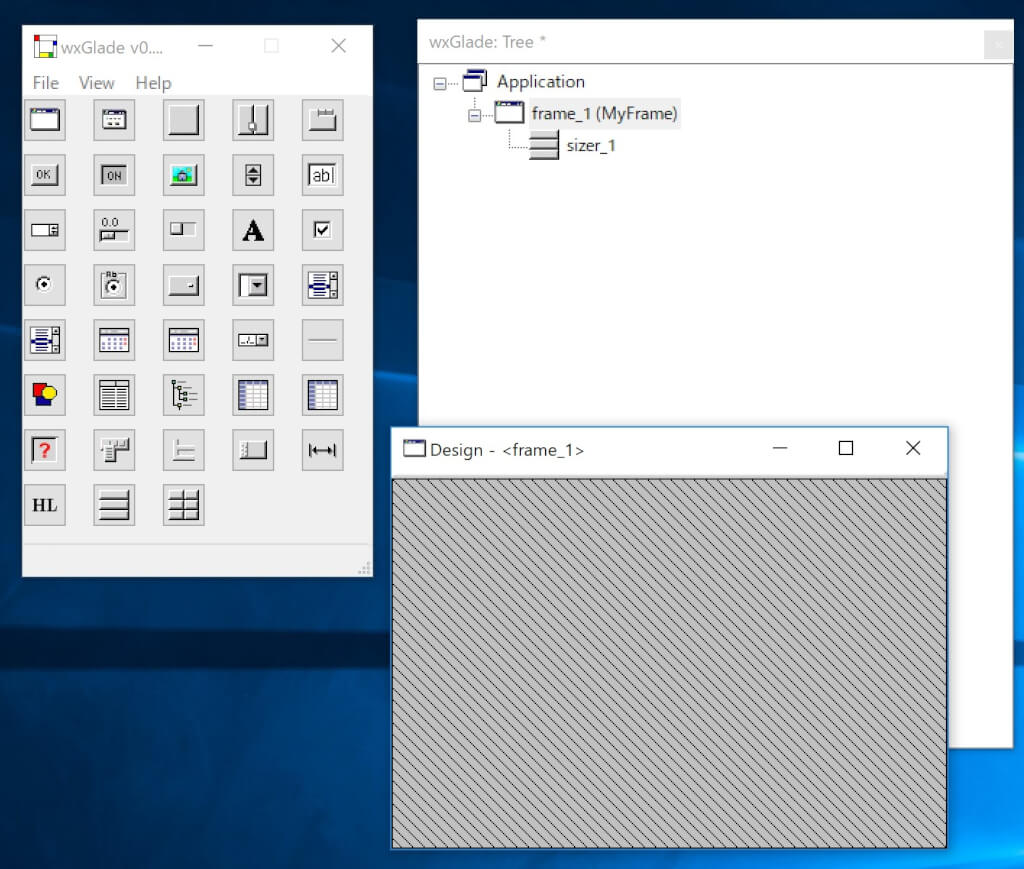 wxGlade v0....
File View Help
OK
ON
ab
0.0
A
Rb
?
HL
wxGlade: Tree *
Application
frame_1 (MyFrame)
sizer_1
Design - <frame_1>